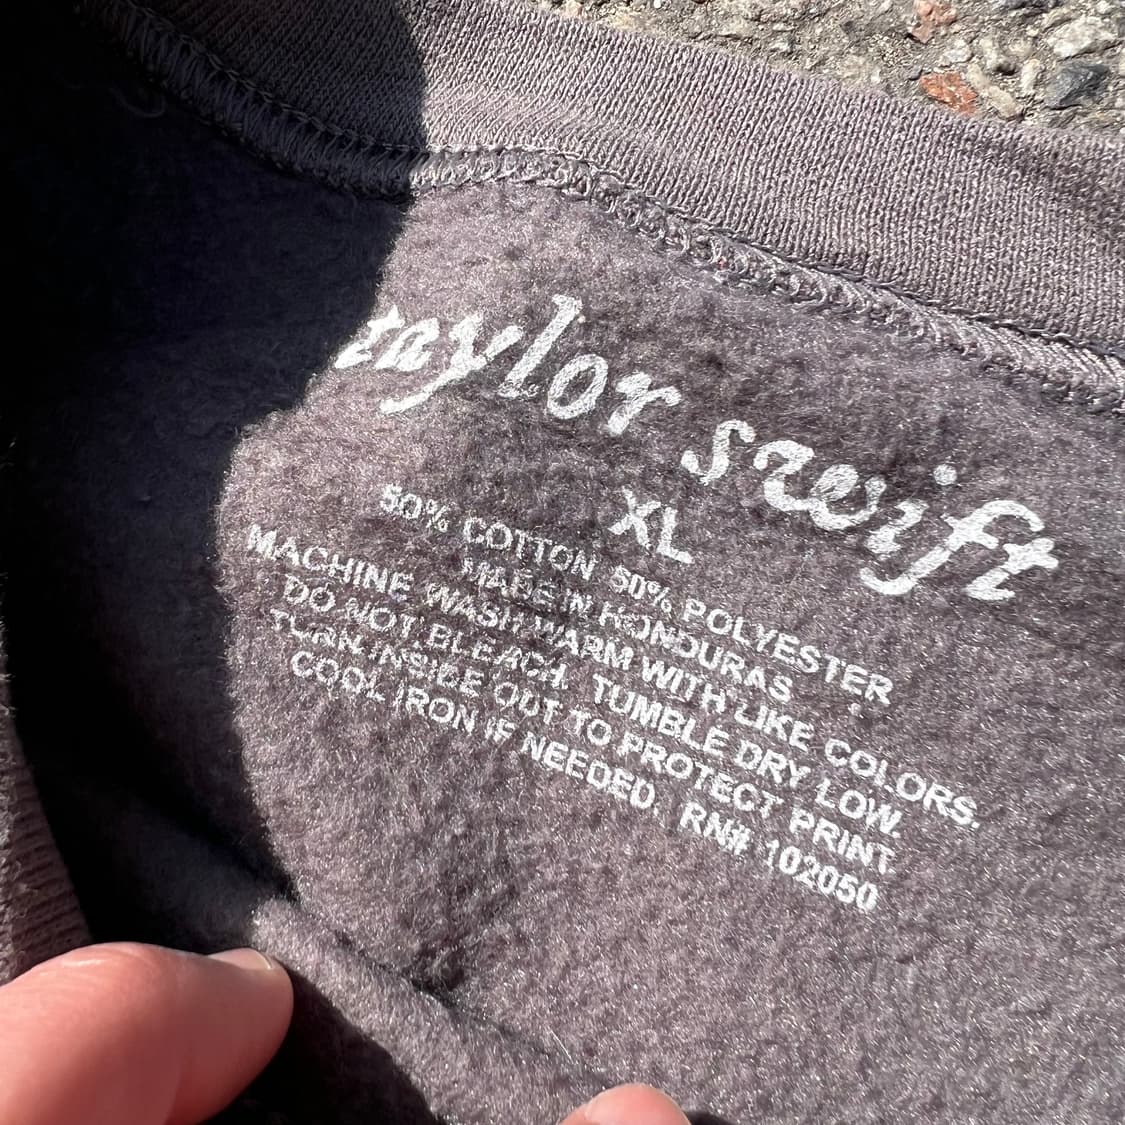 taylor swift
XL
50% COTTON 50% POLYESTER
MADE IN HONDURAS
MACHINE WASH WARM WITH LIKE COLORS.
DO NOT BLEACH. TUMBLE DRY LOW.
TURN INSIDE OUT TO PROTECT PRINT.
COOL IRON IF NEEDED. RN# 102050